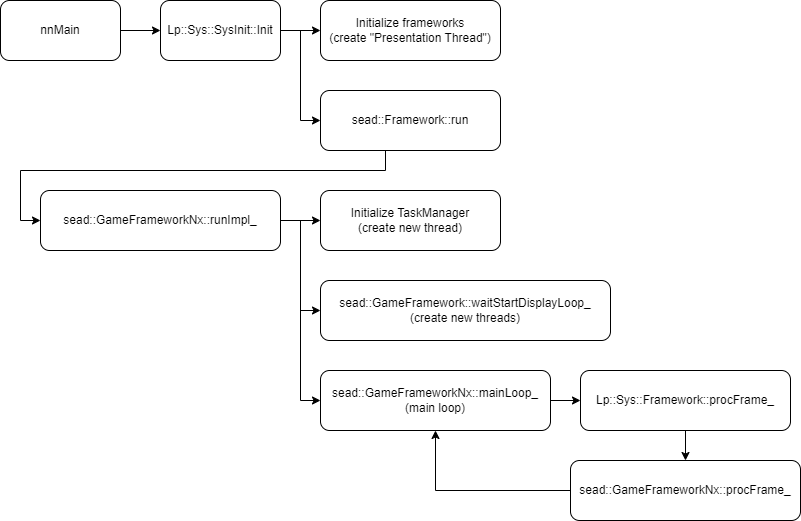 nnMain
Lp::Sys::SysInit::Init
Initialize frameworks
(create "Presentation Thread")
sead::Framework::run
sead::GameFrameworkNx::runImpl_
Initialize TaskManager
(create new thread)
sead::GameFramework::waitStartDisplayLoop_
(create new threads)
sead::GameFrameworkNx::mainLoop_
(main loop)
Lp::Sys::Framework::procFrame_
sead::GameFrameworkNx::procFrame_